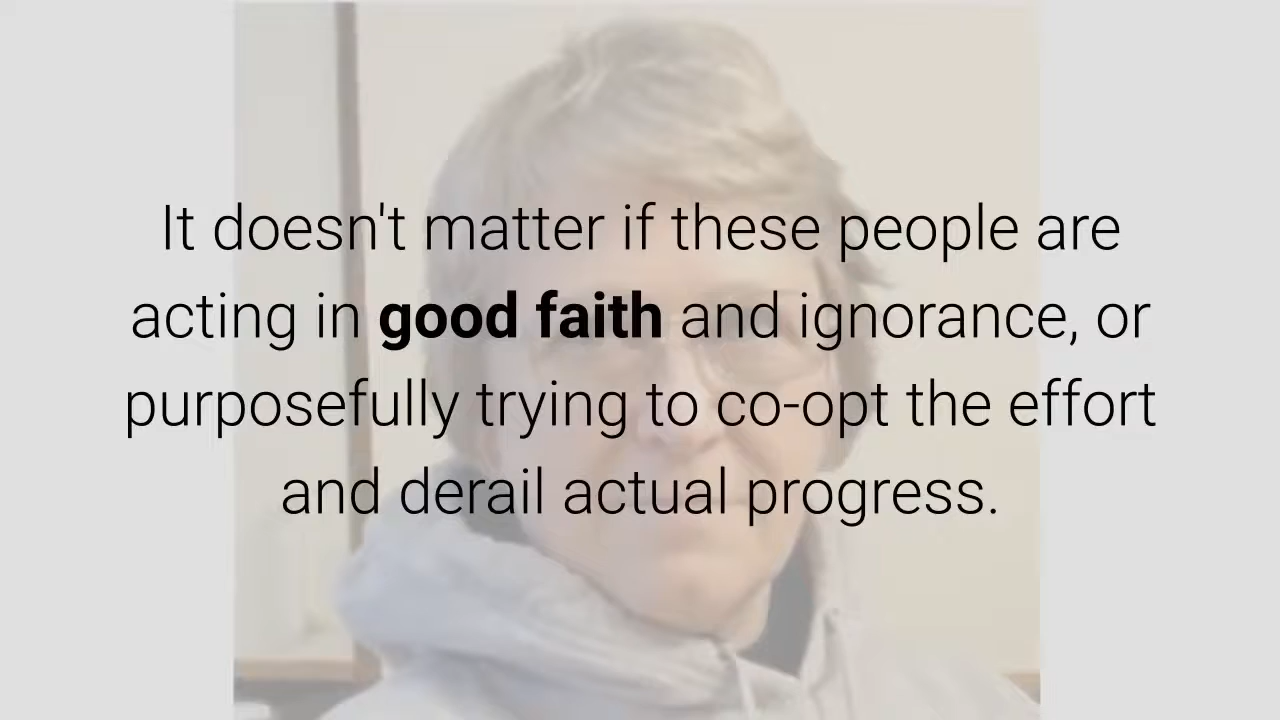 It doesn't matter if these people are
acting in good faith and ignorance, or
purposefully trying to co-opt the effort
and derail actual progress.